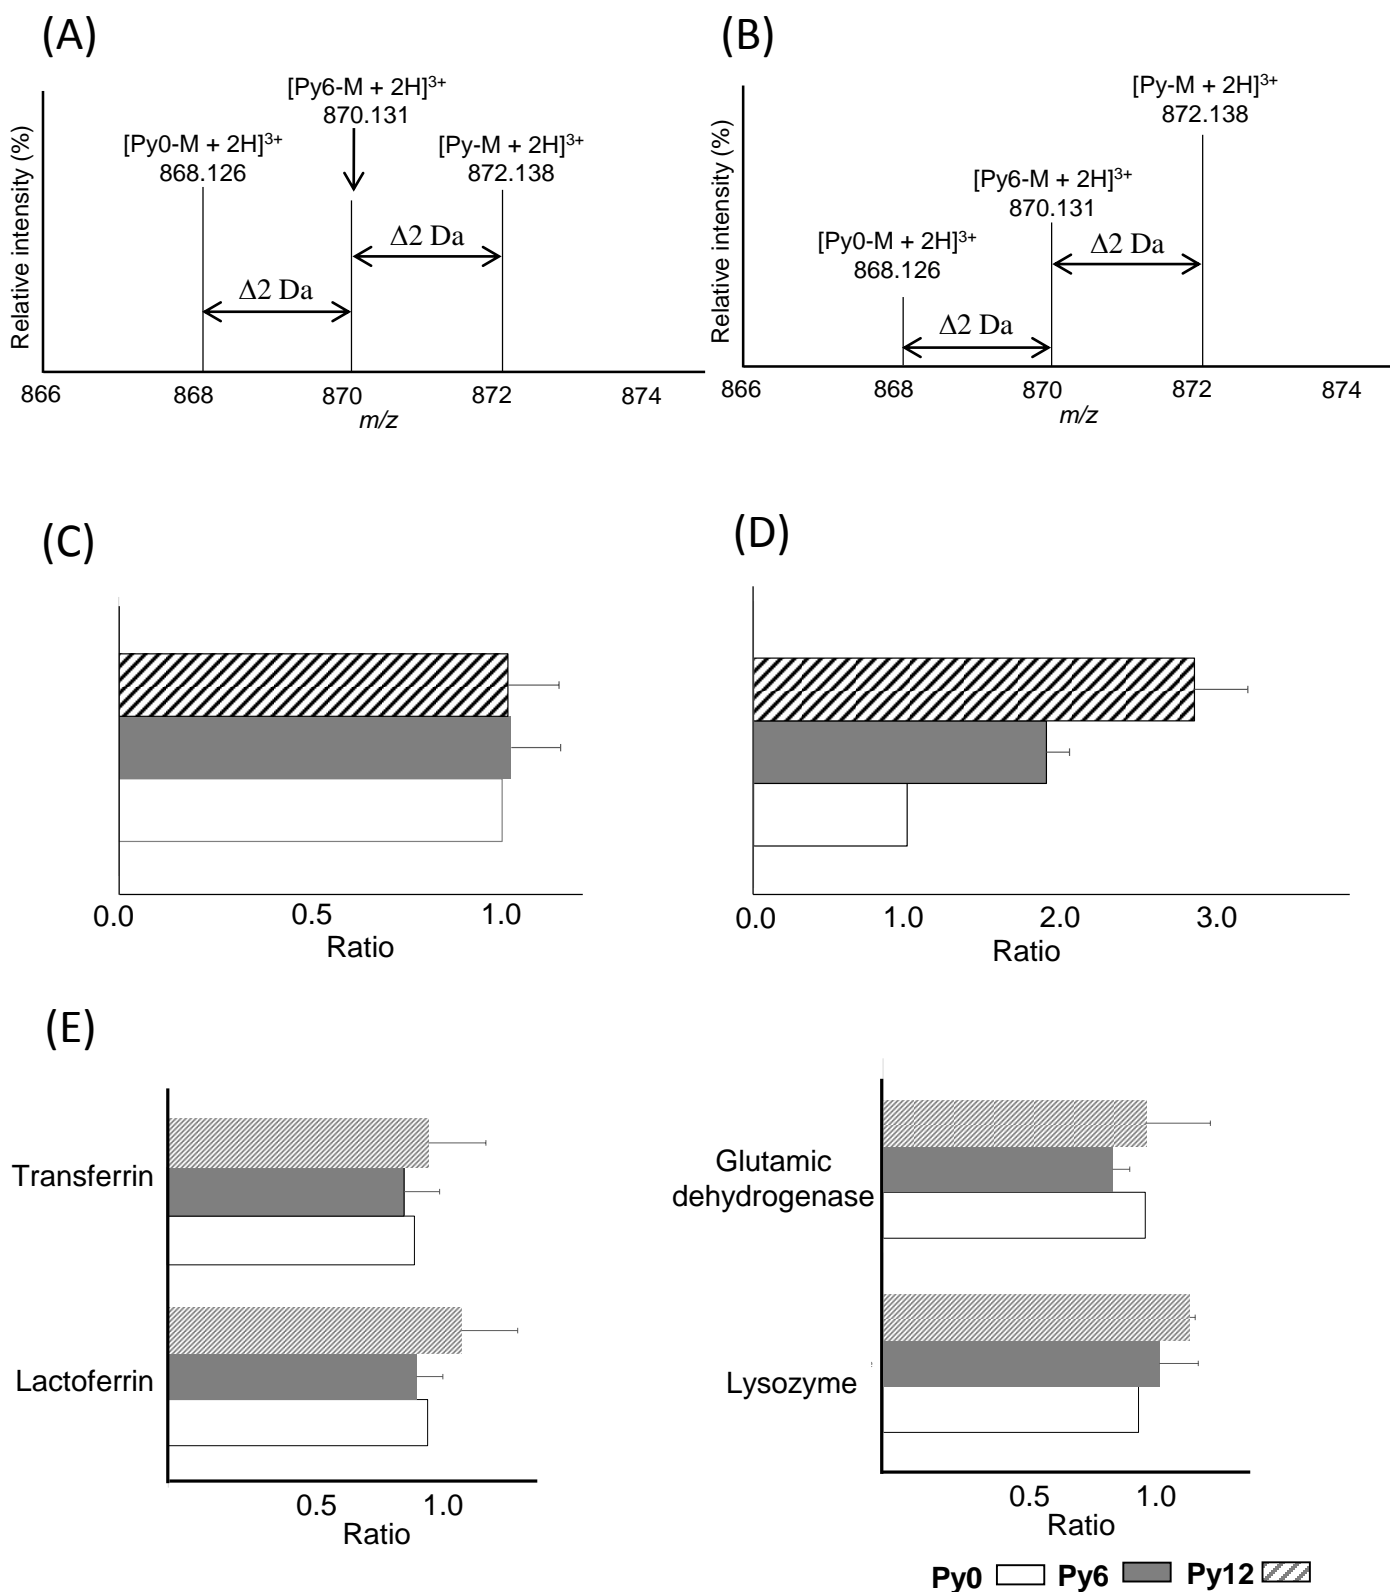 (A)
[Py6-M + 2H]3+
870.131
[Py0-M + 2H]3+
868.126
[Py-M + 2H]3+
872.138
Δ2 Da
Δ2 Da
Relative intensity (%)
866 868 870 872 874
m/z
(B)
[Py-M + 2H]3+
872.138
[Py6-M + 2H]3+
870.131
[Py0-M + 2H]3+
868.126
Δ2 Da
Δ2 Da
Relative intensity (%)
866 868 870 872 874
m/z
(C)
0.0 0.5 1.0
Ratio
(D)
0.0 1.0 2.0 3.0
Ratio
(E)
Transferrin
Lactoferrin
0.5 1.0
Ratio
Glutamic
dehydrogenase
Lysozyme
0.5 1.0
Ratio
Py0 Py6 Py12